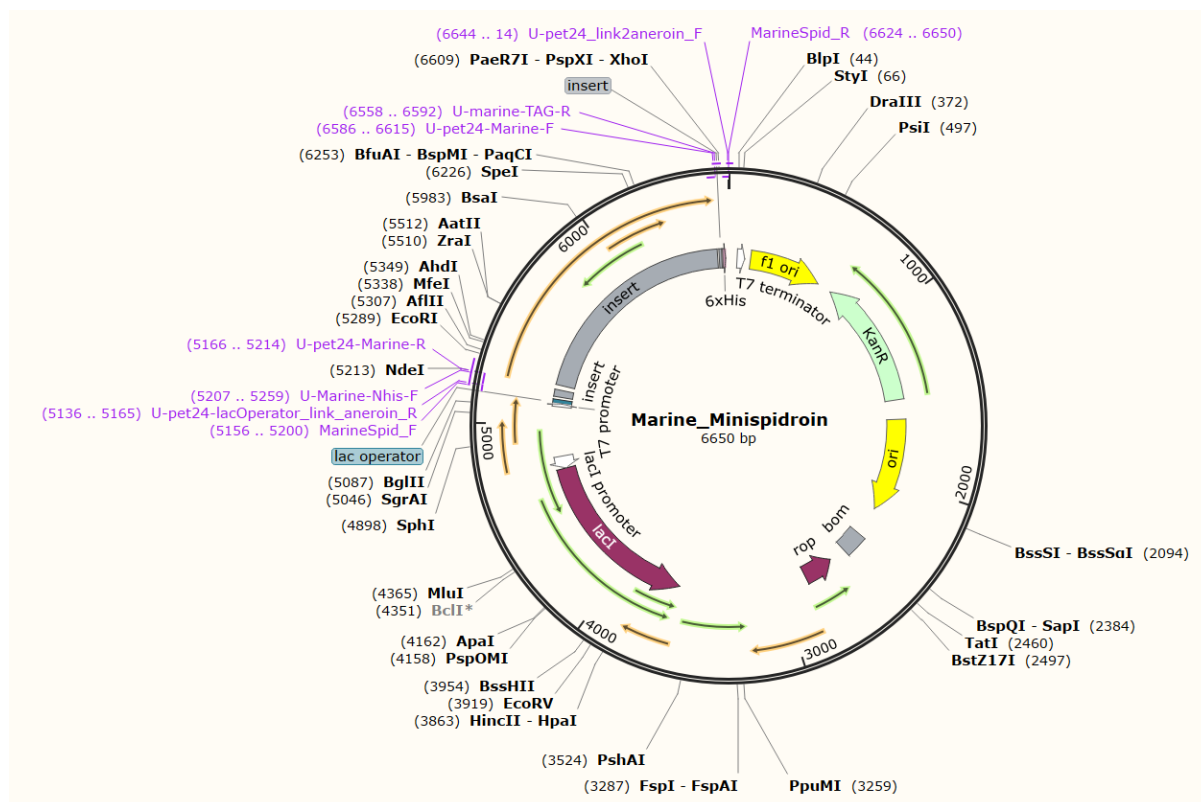 (6644 .. 14) U-pet24_link2aneroin_F
MarineSpid_R (6624 .. 6650)
(6609) PaeR7I - PspXI - XhoI
insert
(6558 .. 6592) U-marine-TAG-R
(6586 .. 6615) U-pet24-Marine-F
(6253) BfuAI - BspMI - PaqCI
(6226) SpeI
(5983) BsaI
(5512) AatII
(5510) ZraI
(5349) AhdI
(5338) MfeI
(5307) AflII
(5289) EcoRI
(5166 .. 5214) U-pet24-Marine-R
(5213) NdeI
(5207 .. 5259) U-Marine-Nhis-F
(5136 .. 5165) U-pet24-lacOperator_link_aneroin_R
(5156 .. 5200) MarineSpid_F
lac operator
(5087) BglII
(5046) SgrAI
(4898) SphI
(4365) MluI
(4351) BclI*
(4162) ApaI
(4158) PspOMI
(3954) BssHII
(3919) EcoRV
(3863) HincII - HpaI
(3524) PshAI
(3287) FspI - FspAI
PpuMI (3259)
BlpI (44)
StyI (66)
DraIII (372)
PsiI (497)
BssSI - BssSαI (2094)
BspQI - SapI (2384)
TatI (2460)
BstZ17I (2497)
1000
2000
3000
4000
5000
6000
f1 ori
T7 terminator
6xHis
KanR
ori
bom
rop
lacI
lacI promoter
T7 promoter
insert
insert
Marine_Minispidroin
6650 bp